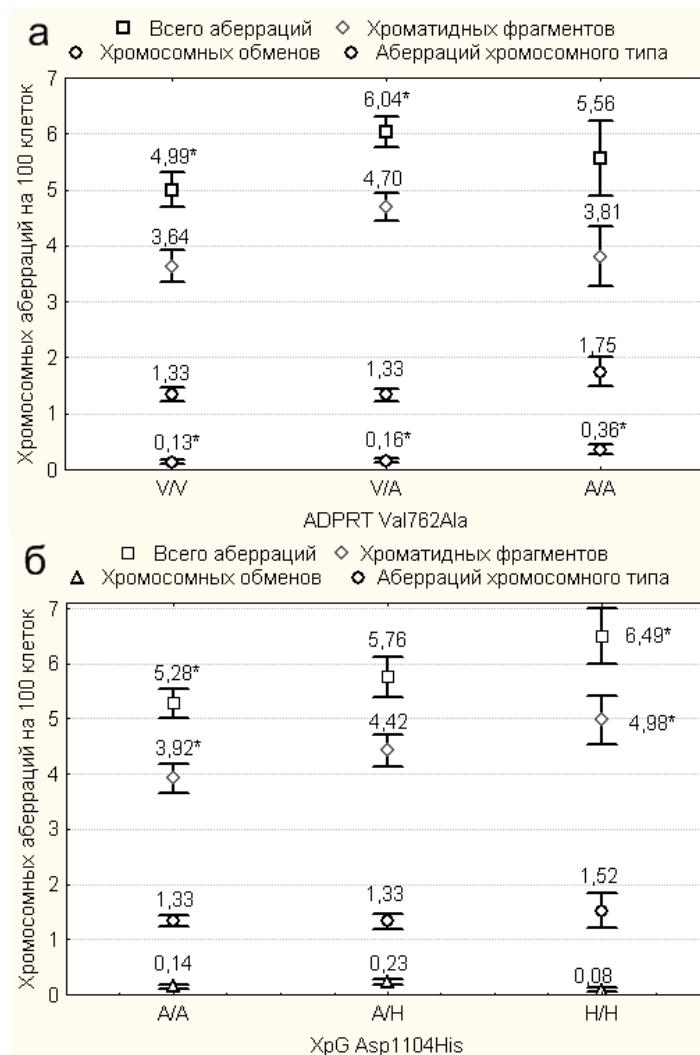 а
Всего аберраций Хроматидных фрагментов
Хромосомных обменов Аберраций хромосомного типа
Хромосомных аберраций на 100 клеток
7
6
5
4
3
2
1
0
4,99* 6,04* 5,56
3,64 4,70 3,81
1,33 1,33 1,75
0,13* 0,16* 0,36*
V/V V/A A/A
ADPRT Val762Ala
б
Всего аберраций Хроматидных фрагментов
Хромосомных обменов Аберраций хромосомного типа
Хромосомных аберраций на 100 клеток
7
6
5
4
3
2
1
0
5,28* 5,76 6,49*
3,92* 4,42 4,98*
1,33 1,33 1,52
0,14 0,23 0,08
A/A A/H H/H
XpG Asp1104His